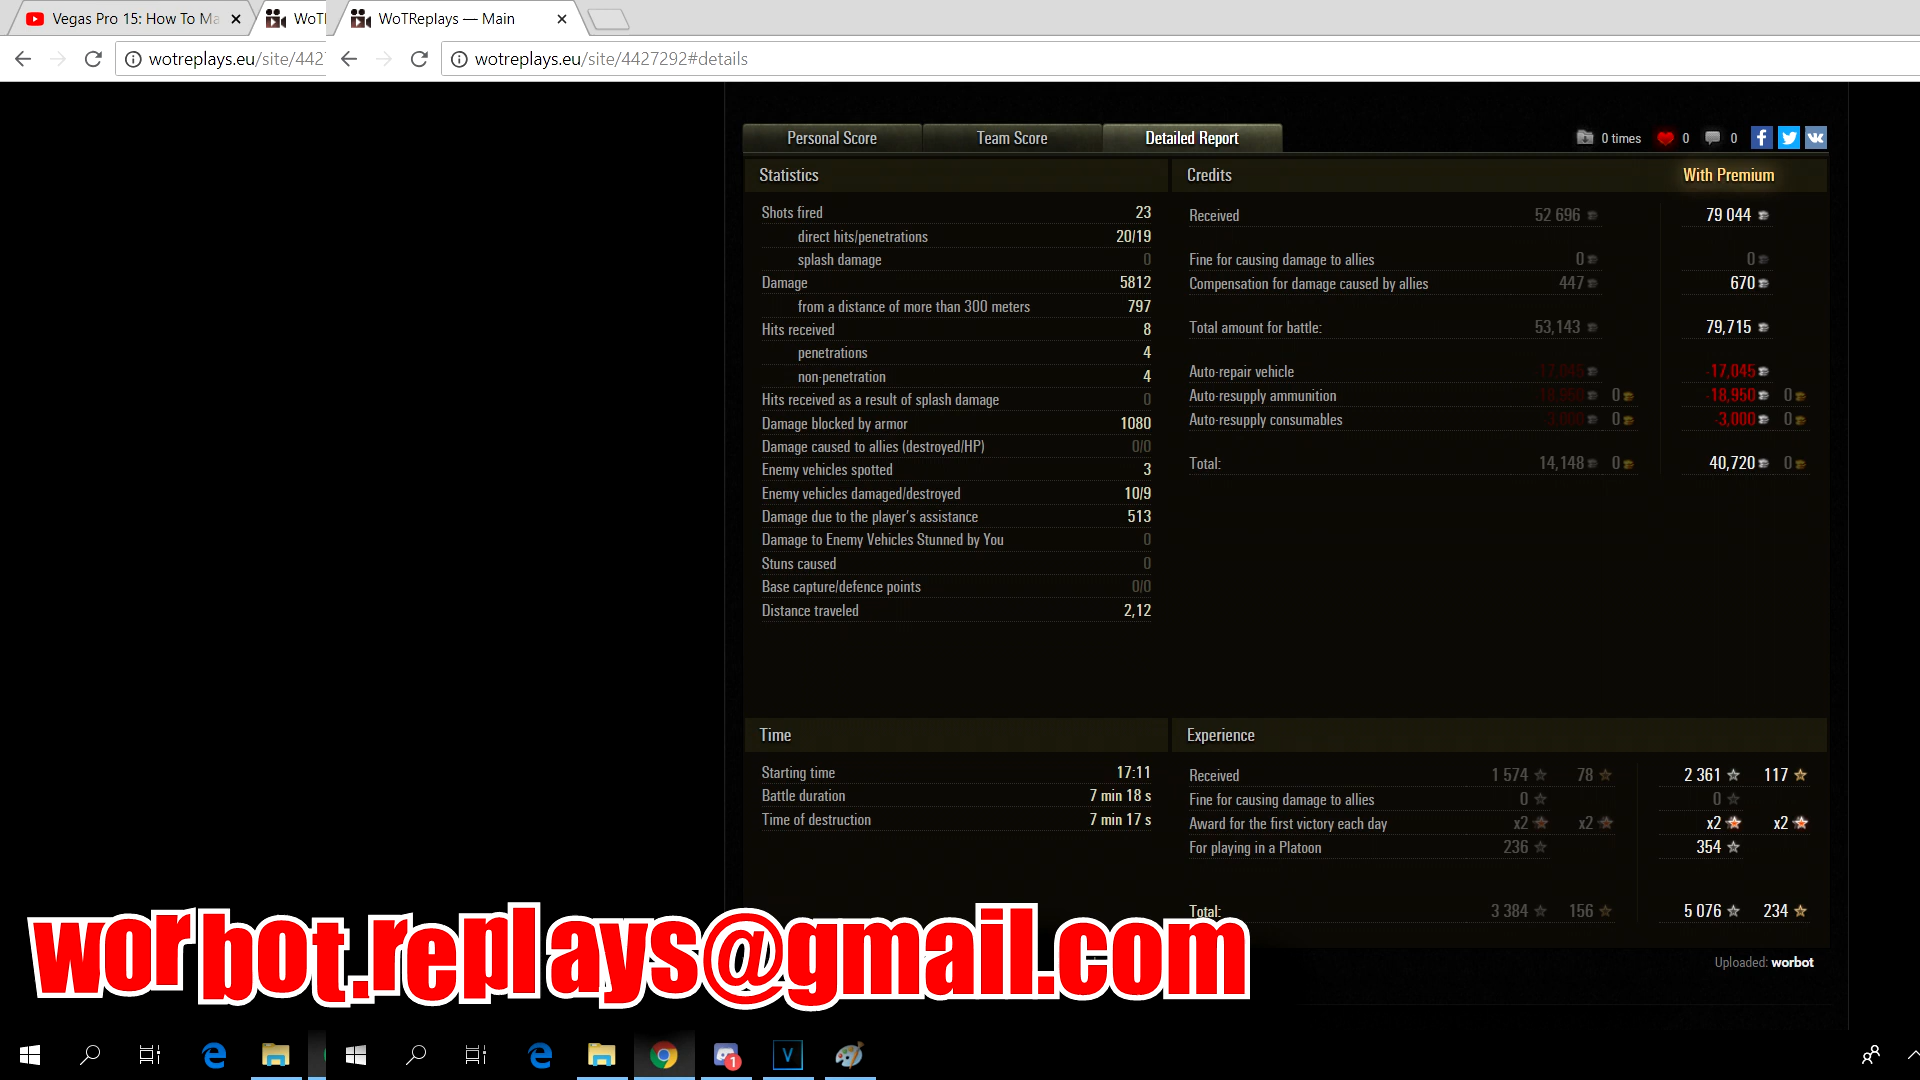 Vegas Pro 15: How To Ma
WoTR
WoTReplays — Main
wotreplays.eu/site/4427
wotreplays.eu/site/4427292#details
Personal Score
Team Score
Detailed Report
0 times
0
0
Statistics
Shots fired 23
direct hits/penetrations 20/19
splash damage 0
Damage 5812
from a distance of more than 300 meters 797
Hits received 8
penetrations 4
non-penetration 4
Hits received as a result of splash damage 0
Damage blocked by armor 1080
Damage caused to allies (destroyed/HP) 0/0
Enemy vehicles spotted 3
Enemy vehicles damaged/destroyed 10/9
Damage due to the player's assistance 513
Damage to Enemy Vehicles Stunned by You 0
Stuns caused 0
Base capture/defence points 0/0
Distance traveled 2,12
Credits With Premium
Received 52 696 79 044
Fine for causing damage to allies 0 0
Compensation for damage caused by allies 447 670
Total amount for battle: 53,143 79,715
Auto-repair vehicle -17,045 -17,045
Auto-resupply ammunition -18,950 0 -18,950 0
Auto-resupply consumables -3,000 0 -3,000 0
Total: 14,148 0 40,720 0
Time
Starting time 17:11
Battle duration 7 min 18 s
Time of destruction 7 min 17 s
Experience
Received 1 574 78 2 361 117
Fine for causing damage to allies 0 0
Award for the first victory each day x2 x2 x2 x2
For playing in a Platoon 236 354
Total: 3 384 156 5 076 234
Uploaded: worbot
worbot.replays@gmail.com
1
V